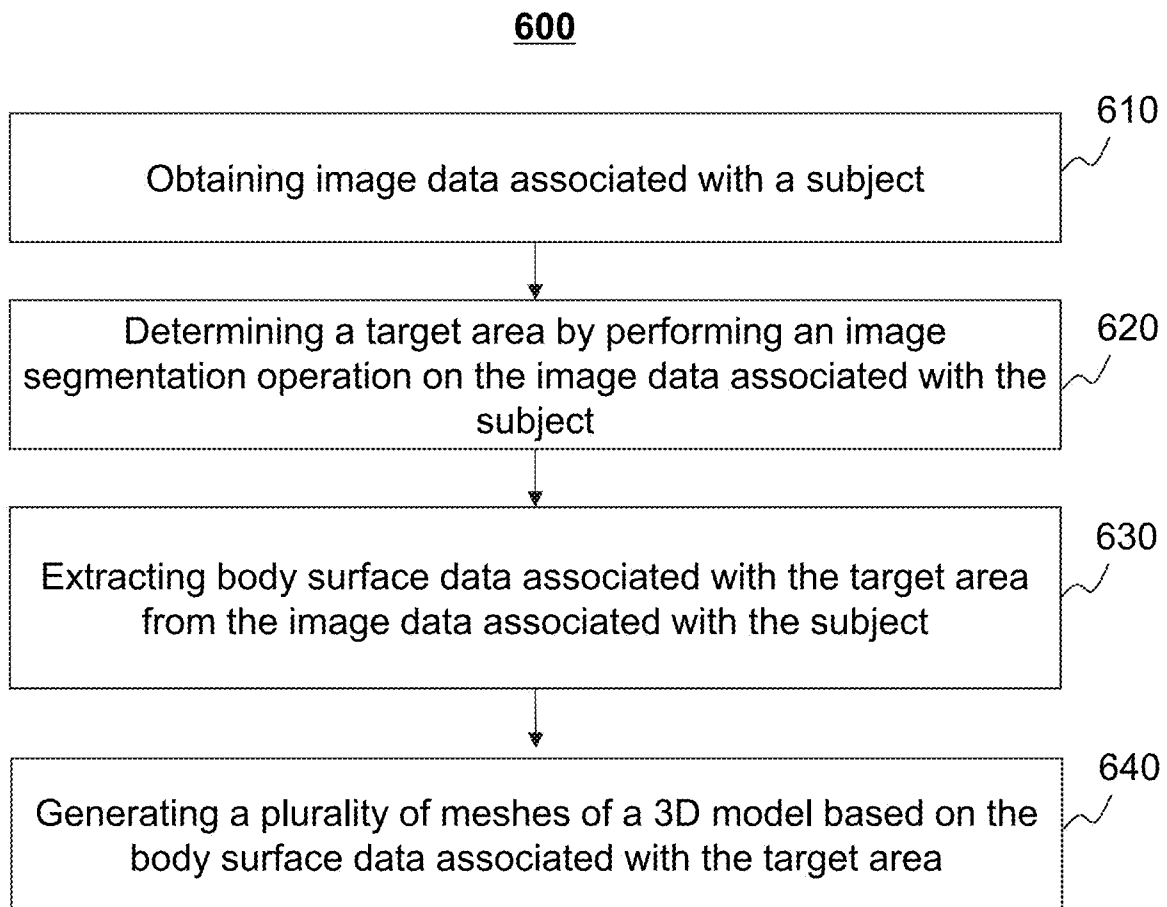 600
610
Obtaining image data associated with a subject
620
Determining a target area by performing an image
segmentation operation on the image data associated with the
subject
630
Extracting body surface data associated with the target area
from the image data associated with the subject
640
Generating a plurality of meshes of a 3D model based on the
body surface data associated with the target area